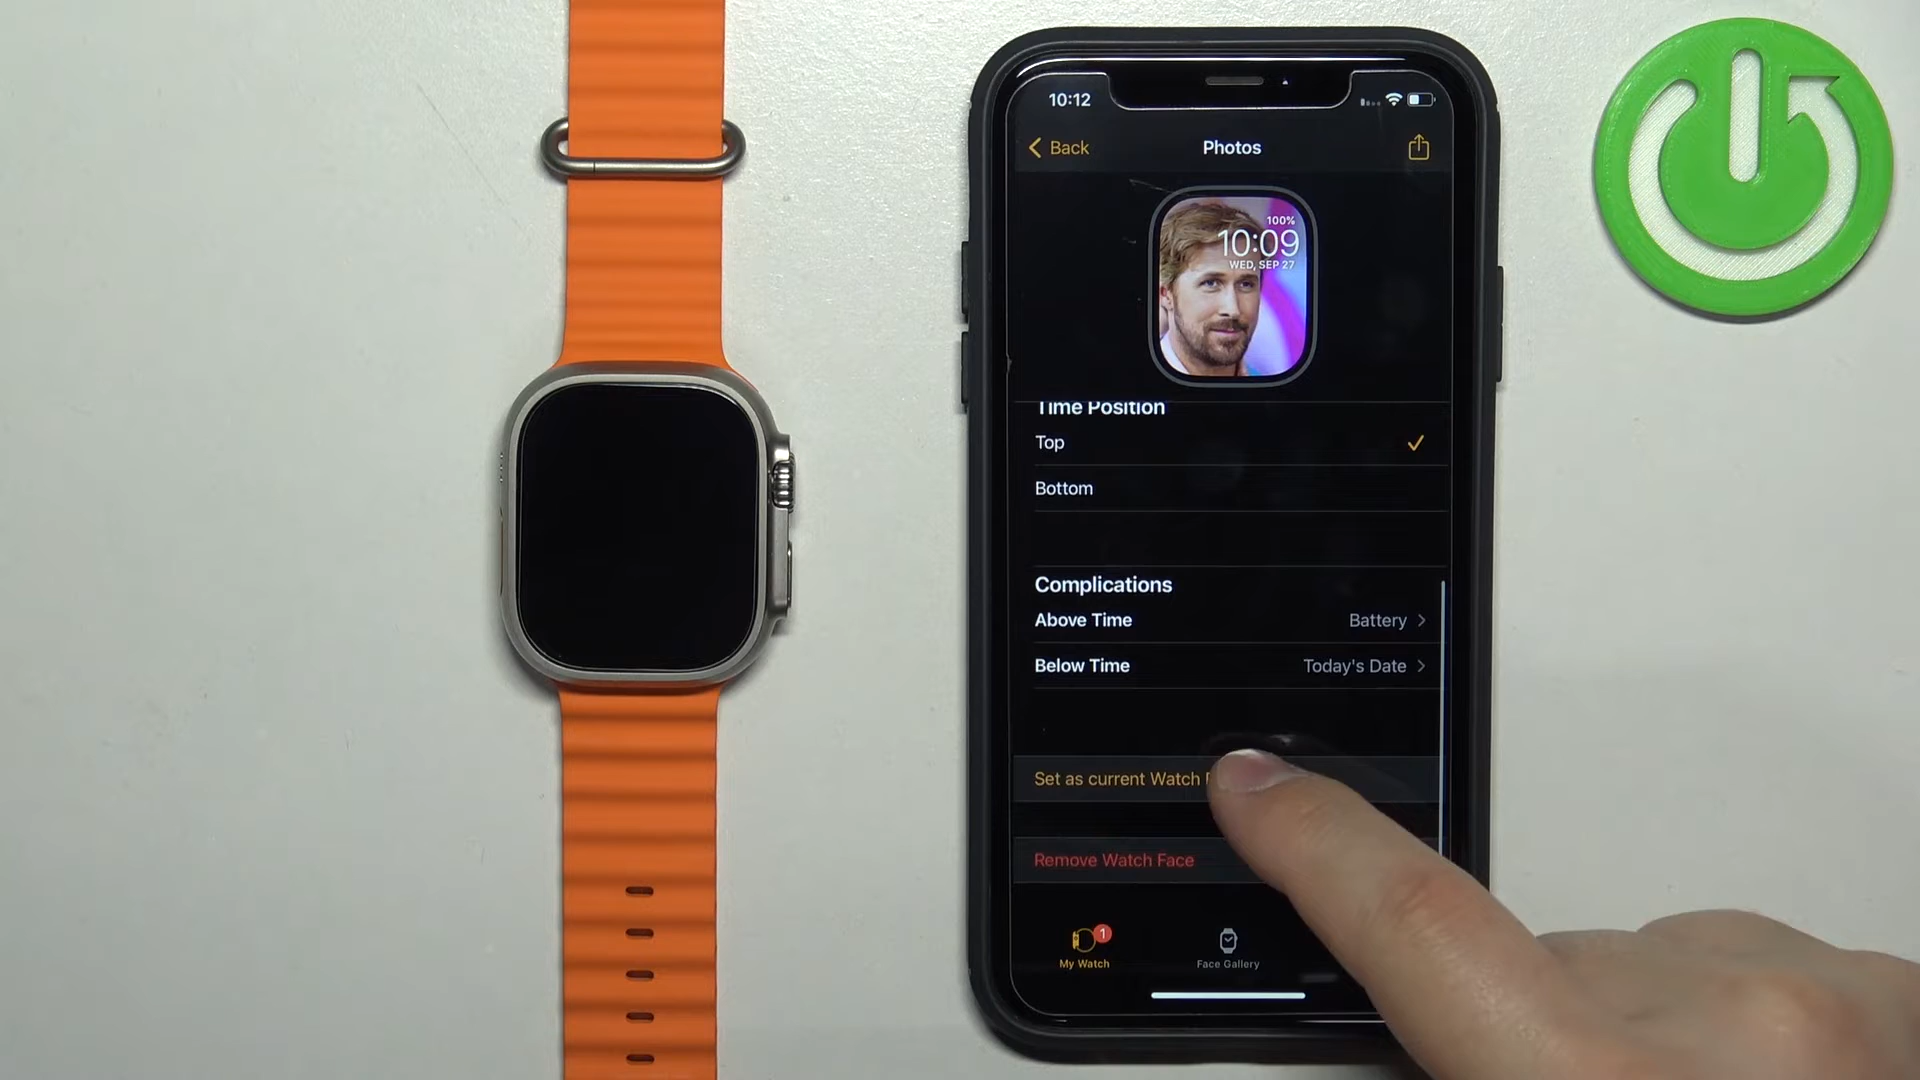 10:12
Back
Photos
100%
10:09
WED, SEP 27
Time Position
Top
Bottom
Complications
Above Time
Battery
Below Time
Today's Date
Set as current Watch
Remove Watch Face
1
My Watch
Face Gallery